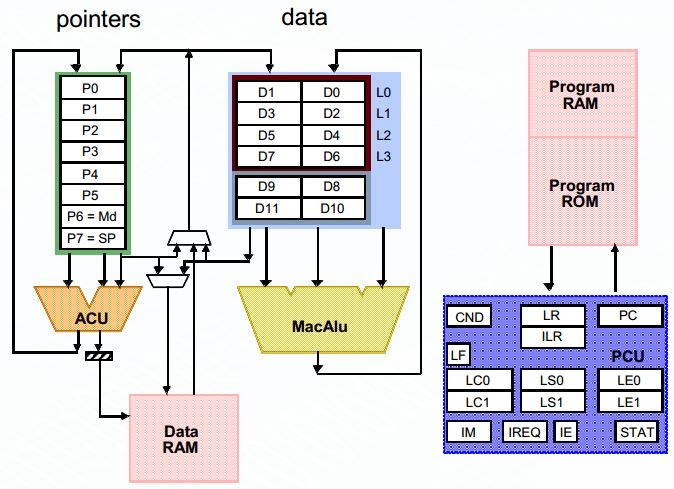 pointers
data
P0
P1
P2
P3
P4
P5
P6 = Md
P7 = SP
D1 D0 L0
D3 D2 L1
D5 D4 L2
D7 D6 L3
D9 D8
D11 D10
ACU
MacAlu
Data
RAM
Program
RAM
Program
ROM
CND LR PC
ILR
LF PCU
LC0 LS0 LE0
LC1 LS1 LE1
IM IREQ IE STAT